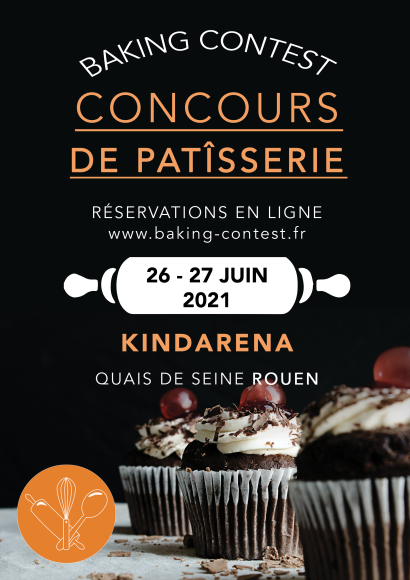 BAKING CONTEST
CONCOURS
DE PATÎSSERIE
RÉSERVATIONS EN LIGNE
www.baking-contest.fr
26 - 27 JUIN
2021
KINDARENA
QUAIS DE SEINE ROUEN